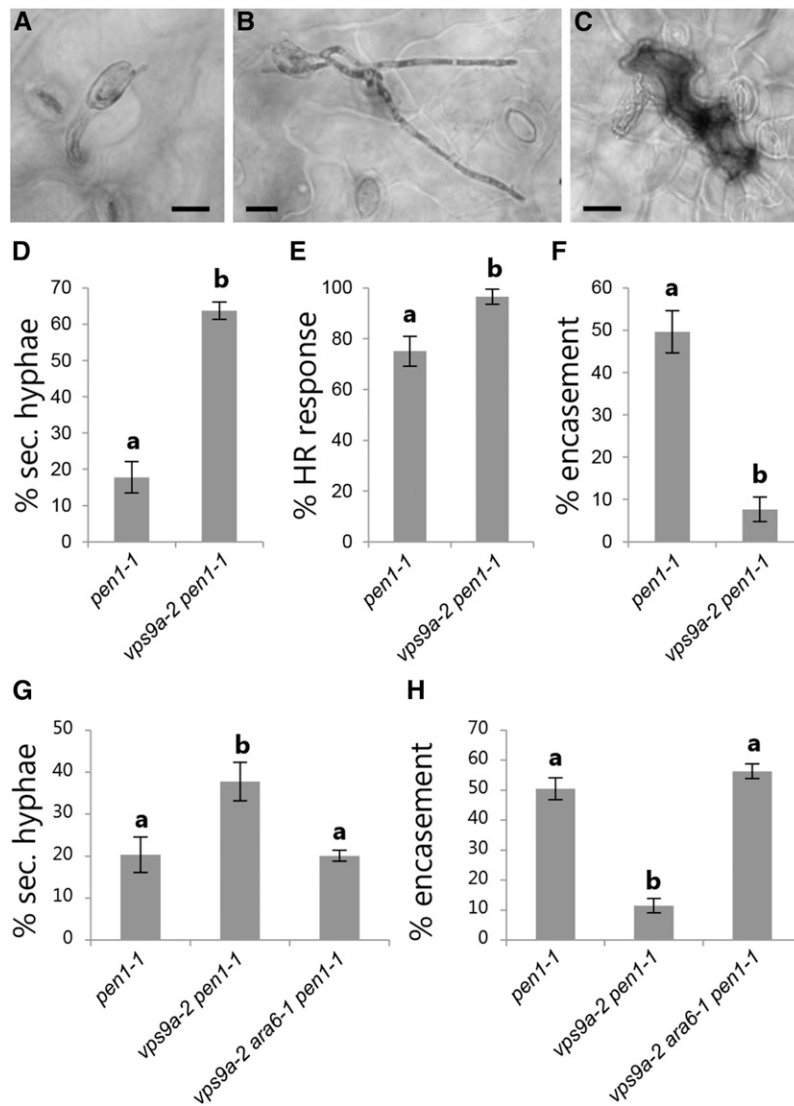 A
B
C
D
% sec. hyphae
70
60
50
40
30
20
10
0
a
b
pen1-1
vps9a-2 pen1-1
E
% HR response
100
80
60
40
20
0
a
b
pen1-1
vps9a-2 pen1-1
F
% encasement
60
50
40
30
20
10
0
a
b
pen1-1
vps9a-2 pen1-1
G
% sec. hyphae
50
40
30
20
10
0
a
b
a
pen1-1
vps9a-2 pen1-1
vps9a-2 ara6-1 pen1-1
H
% encasement
70
60
50
40
30
20
10
0
a
b
a
pen1-1
vps9a-2 pen1-1
vps9a-2 ara6-1 pen1-1